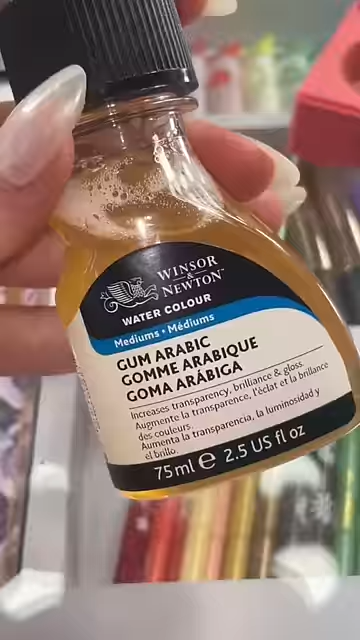 WINSOR
&
NEWTON™
WATER COLOUR
Mediums • Médiums
GUM ARABIC
GOMME ARABIQUE
GOMA ARÁBIGA
Increases transparency, brilliance & gloss.
Augmente la transparence, l'éclat et la brillance
des couleurs.
Aumenta la transparencia, la luminosidad y
el brillo.
75ml ℮ 2.5 US fl oz